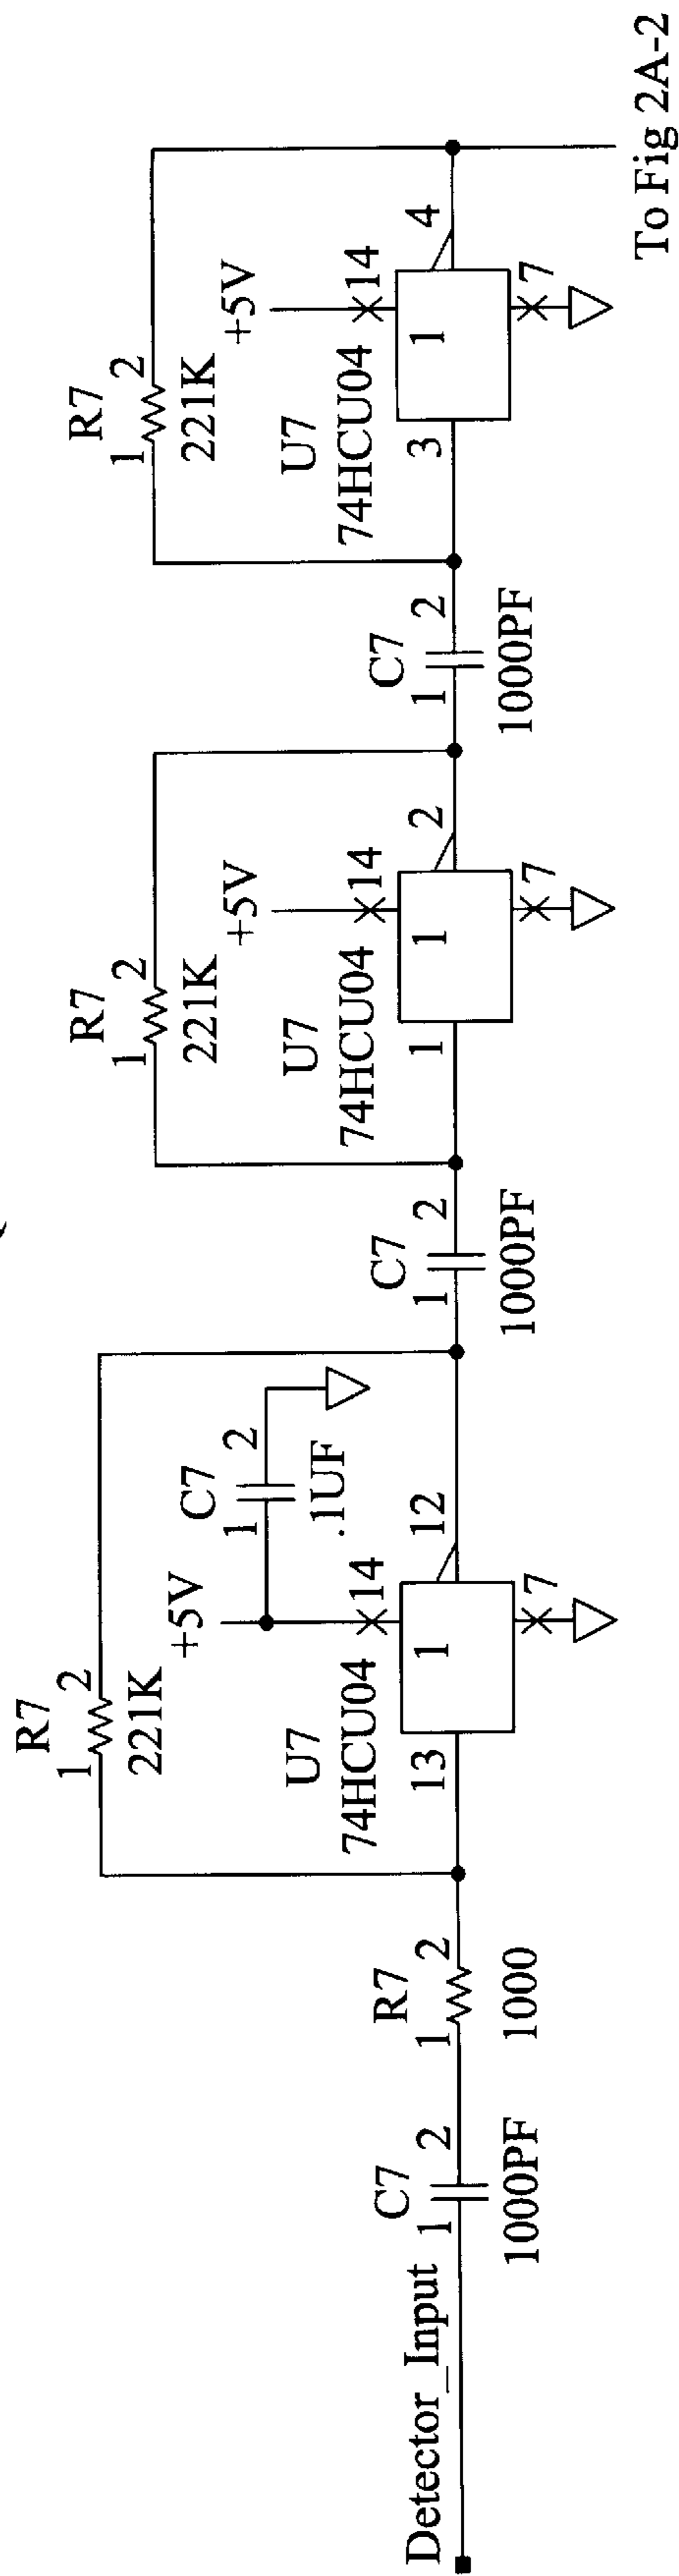 Detector_Input
C7
1 2
1000PF
R7
1 2
1000
R7
1 2
221K
+5V
C7
1 2
.1UF
U7
74HCU04
14
13
1
12
7
C7
1 2
1000PF
R7
1 2
221K
+5V
U7
74HCU04
14
1
1
2
7
C7
1 2
1000PF
R7
1 2
221K
+5V
U7
74HCU04
14
3
1
4
7
To Fig 2A-2